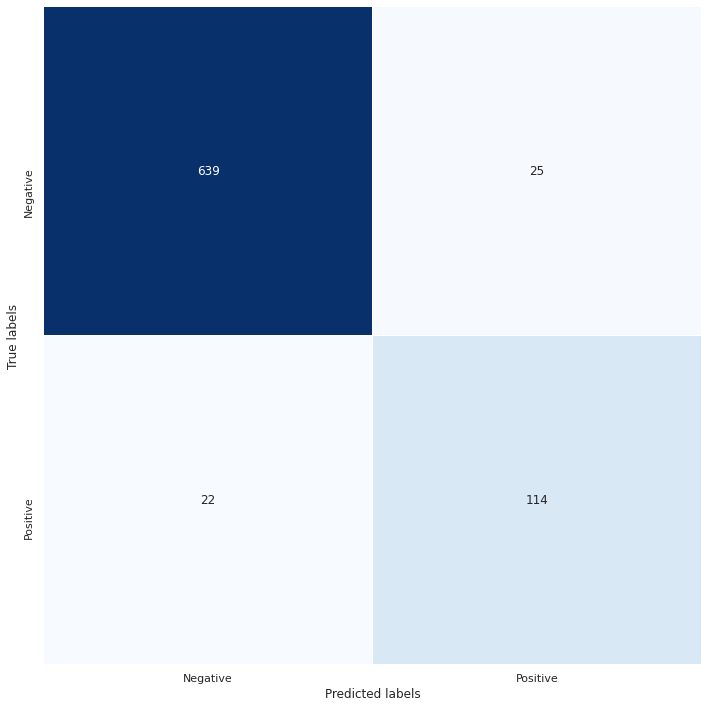 639 25
Negative
True labels
22 114
Positive
Negative Positive
Predicted labels